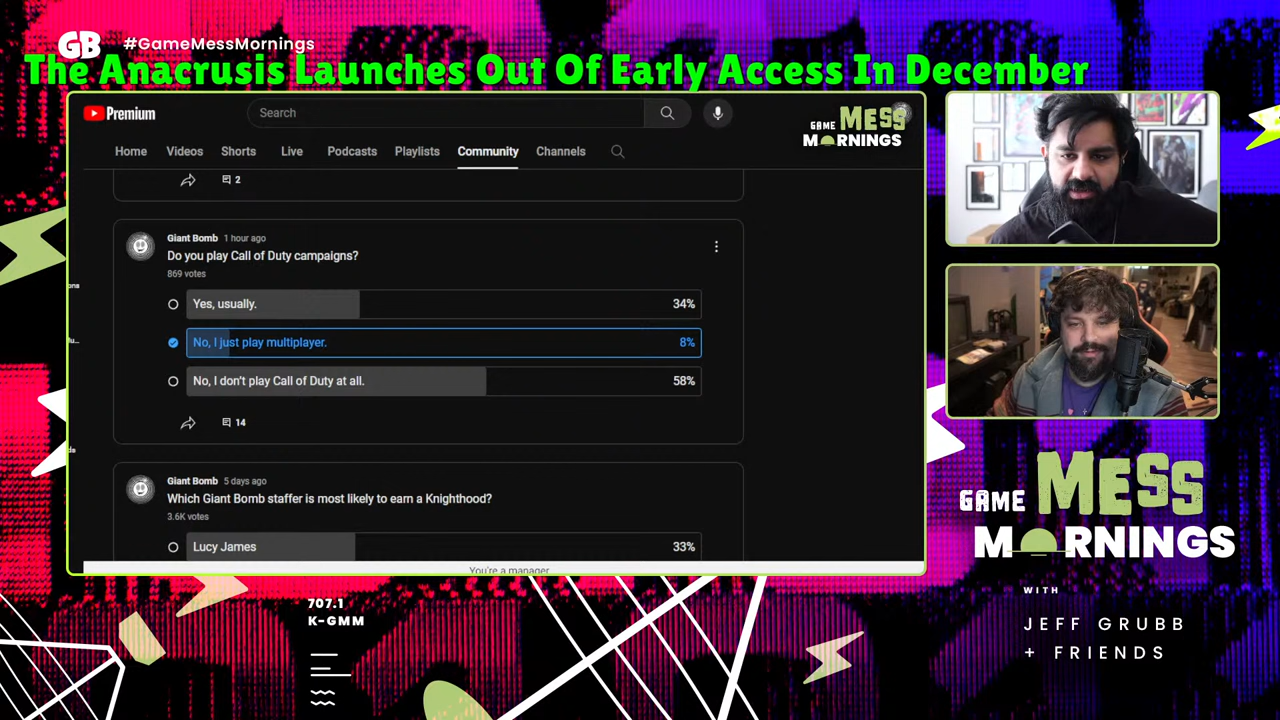 GB #GameMessMornings
The Anacrusis Launches Out Of Early Access In December
Premium
Search
GAME MESS
MORNINGS
Home Videos Shorts Live Podcasts Playlists Community Channels
2
Giant Bomb 1 hour ago
Do you play Call of Duty campaigns?
869 votes
Yes, usually. 34%
No, I just play multiplayer. 8%
No, I don't play Call of Duty at all. 58%
14
Giant Bomb 5 days ago
Which Giant Bomb staffer is most likely to earn a Knighthood?
3.6K votes
Lucy James 33%
You're a manager
GAME MESS
MORNINGS
WITH
JEFF GRUBB
+ FRIENDS
707.1
K-GMM